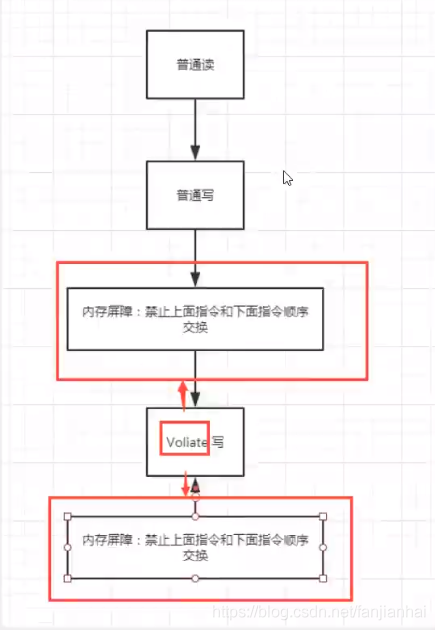 普通读
普通写
内存屏障：禁止上面指令和下面指令顺序
交换
Voliate 写
内存屏障：禁止上面指令和下面指令顺序
交换
https://blog.csdn.net/fanjianhai